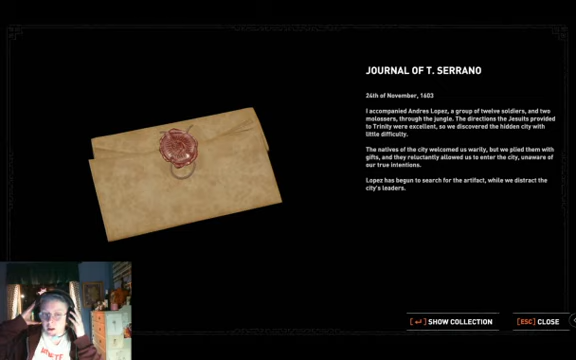 JOURNAL OF T. SERRANO
24th of November, 1603
I accompanied Andres Lopez, a group of twelve soldiers, and two
molossers, through the jungle. The directions the Jesuits provided
to Trinity were excellent, so we discovered the hidden city with
little difficulty.
The natives of the city welcomed us warily, but we plied them with
gifts, and they reluctantly allowed us to enter the city, unaware of
our true intentions.
Lopez has begun to search for the artifact, while we distract the
city's leaders.
[↵] SHOW COLLECTION
[ESC] CLOSE